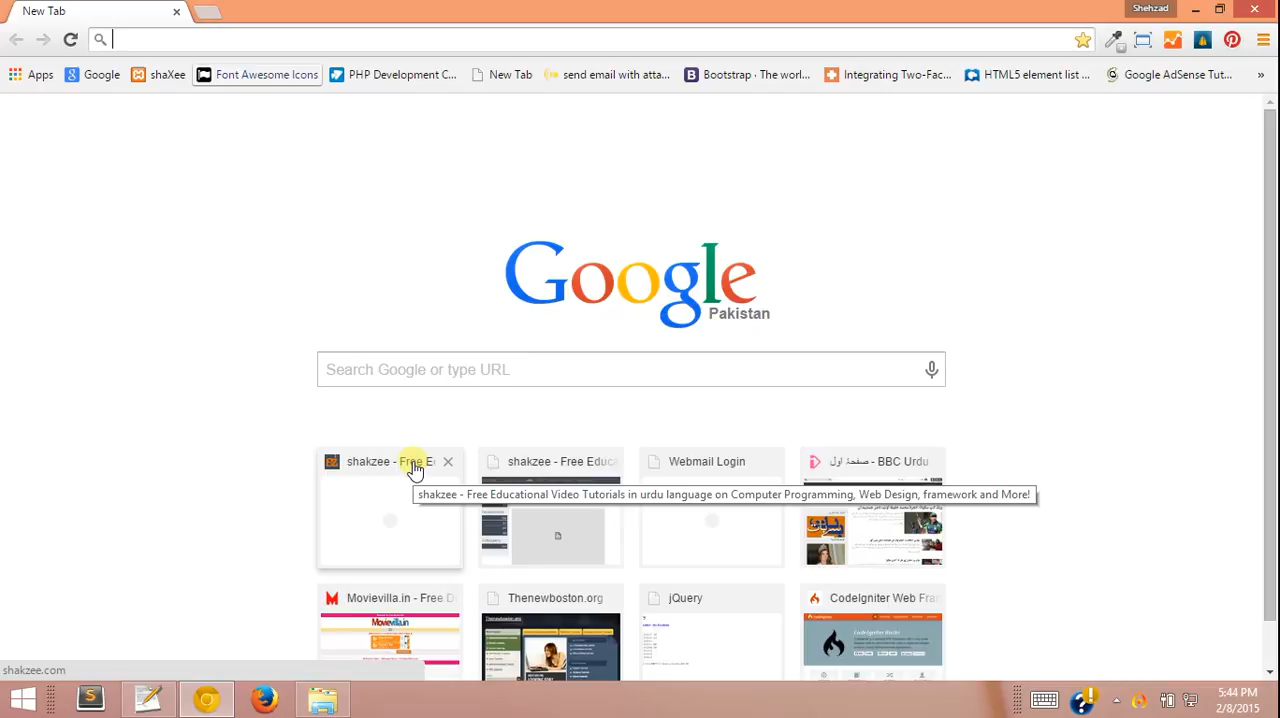 New Tab
Shehzad
Apps
Google
shaXee
Font Awesome Icons
PHP Development C...
New Tab
send email with atta...
Bootstrap · The worl...
Integrating Two-Fac...
HTML5 element list ...
Google AdSense Tut...
»
Google
Pakistan
Search Google or type URL
shakzee - Free E
shakzee - Free Educa
Webmail Login
صفحۂ اول - BBC Urdu
shakzee - Free Educational Video Tutorials in urdu language on Computer Programming, Web Design, framework and More!
Movievilla.in - Free D
Thenewboston.org
jQuery
CodeIgniter Web Fra
Movievilla.in
shakzee.com
5:44 PM
2/8/2015